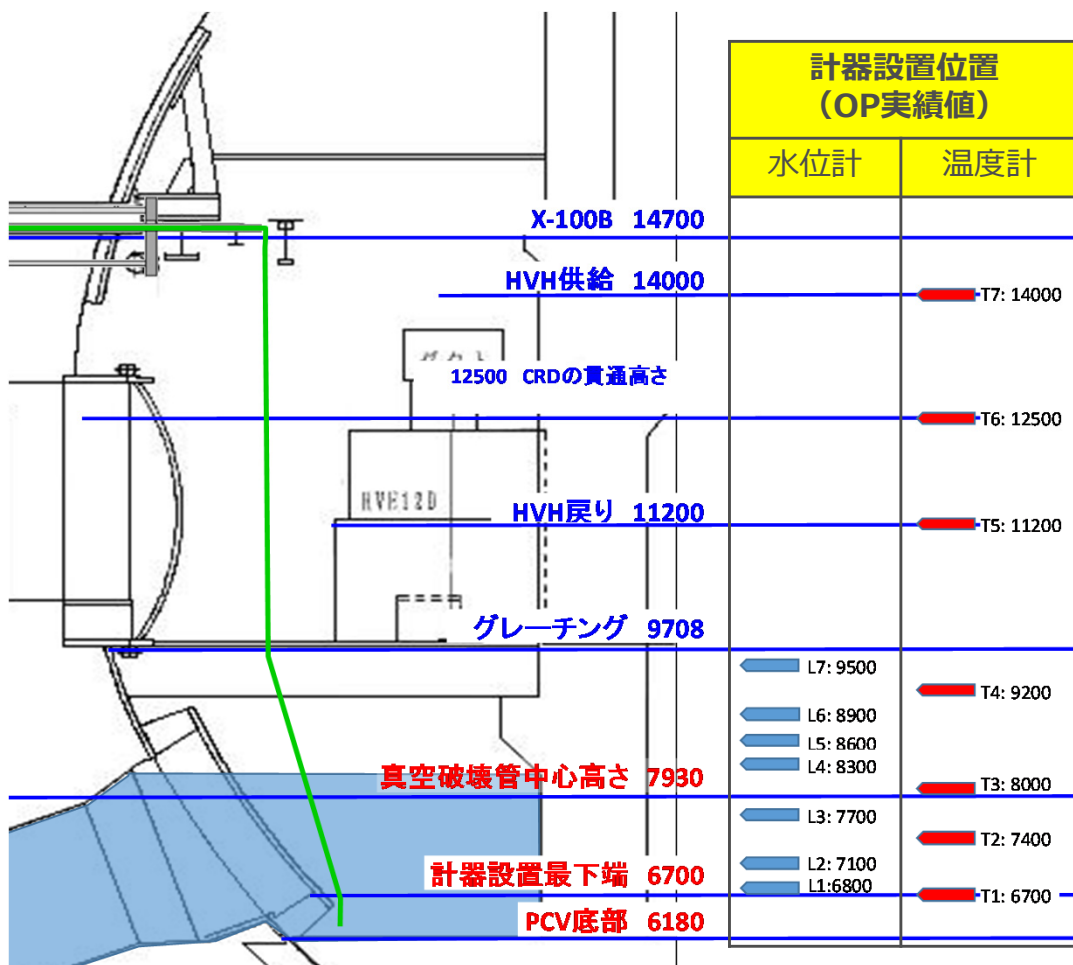 計器設置位置
（OP実績値）
水位計
温度計
X-100B 14700
HVH供給 14000
T7: 14000
12500 CRDの貫通高さ
T6: 12500
HVH12D
HVH戻り 11200
T5: 11200
グレーチング 9708
L7: 9500
T4: 9200
L6: 8900
L5: 8600
L4: 8300
真空破壊管中心高さ 7930
T3: 8000
L3: 7700
T2: 7400
L2: 7100
計器設置最下端 6700
L1:6800
T1: 6700
PCV底部 6180